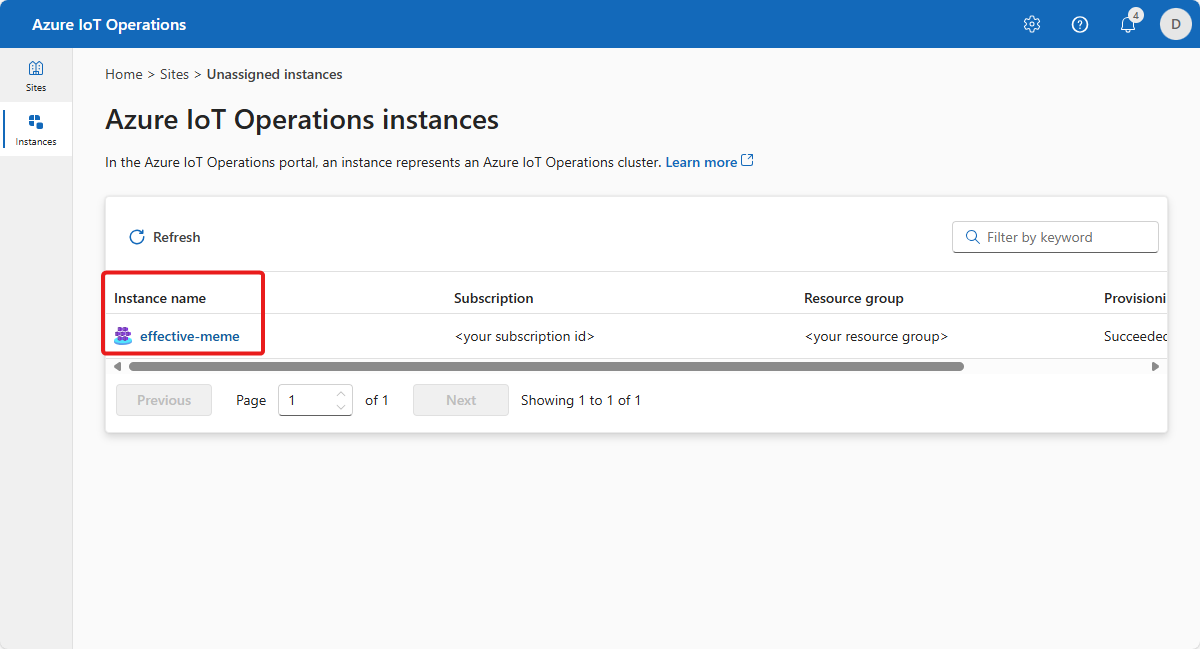 Azure IoT Operations
4
D
Sites
Instances
Home > Sites > Unassigned instances
Azure IoT Operations instances
In the Azure IoT Operations portal, an instance represents an Azure IoT Operations cluster. Learn more
Refresh
Filter by keyword
Instance name Subscription Resource group Provisioni
effective-meme <your subscription id> <your resource group> Succeeded
Previous Page 1 of 1 Next Showing 1 to 1 of 1